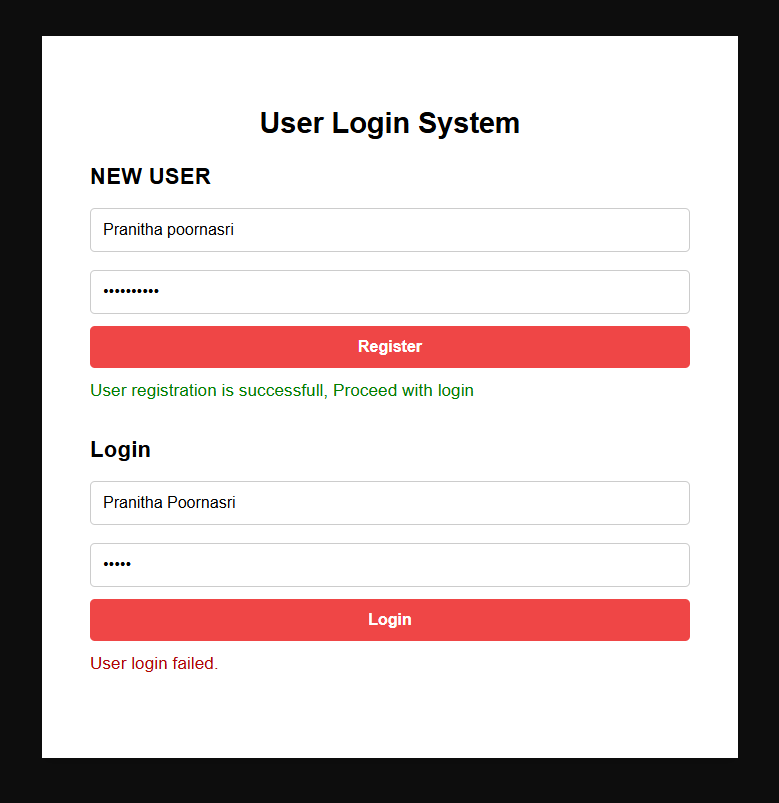 User Login System
NEW USER
Pranitha poornasri
••••••••••
Register
User registration is successfull, Proceed with login
Login
Pranitha Poornasri
•••••
Login
User login failed.